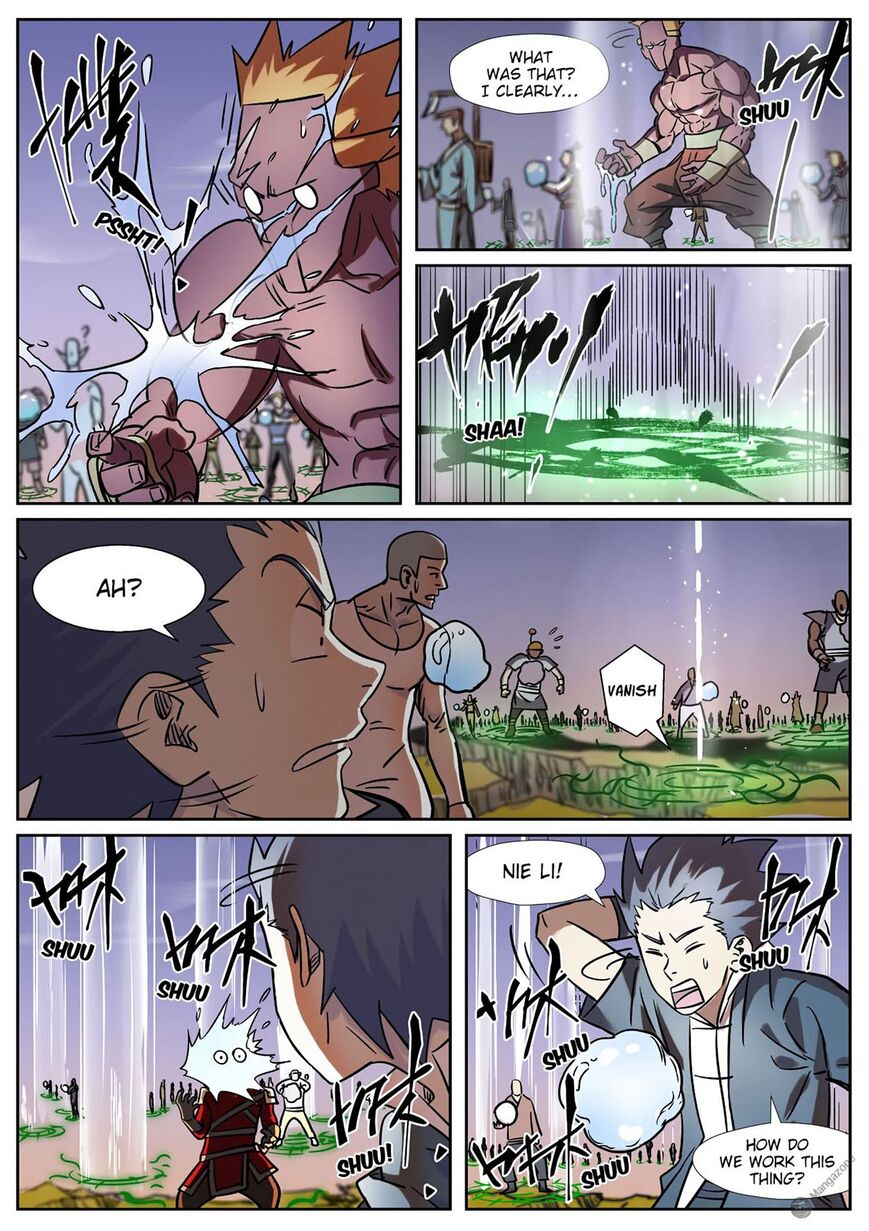 PSSHT!
WHAT
WAS THAT?
I CLEARLY...
SHUU
SHAA!
AH?
VANISH
SHUU
SHUU
SHUU!
NIE LI!
SHUU
SHUU
SHUU
HOW DO
WE WORK THIS
THING?
Mangazone